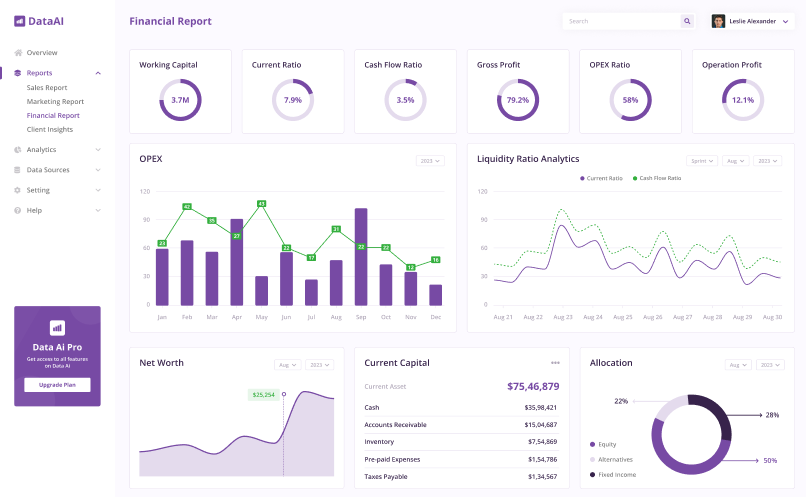 DataAI
Overview
Reports
Sales Report
Marketing Report
Financial Report
Client Insights
Analytics
Data Sources
Setting
Help
Data Ai Pro
Get access to all features
on Data AI
Upgrade Plan
Financial Report
Search
Leslie Alexander
Working Capital
3.7M
Current Ratio
7.9%
Cash Flow Ratio
3.5%
Gross Profit
79.2%
OPEX Ratio
58%
Operation Profit
12.1%
OPEX
2023
120
90
60
30
0
23 42 35 27 45 22 17 31 22 22 12 18
Jan Feb Mar Apr May Jun Jul Aug Sep Oct Nov Dec
Liquidity Ratio Analytics
Sprint Aug 2023
Current Ratio Cash Flow Ratio
120
90
60
30
0
Aug 21 Aug 22 Aug 23 Aug 24 Aug 25 Aug 26 Aug 27 Aug 28 Aug 29 Aug 30
Net Worth
Aug 2023
$25,254
Current Capital
Current Asset $75,46,879
Cash $35,98,421
Accounts Receivable $15,04,687
Inventory $7,54,869
Pre-paid Expenses $1,54,786
Taxes Payable $1,34,567
Allocation
Aug 2023
22%
28%
50%
Equity
Alternatives
Fixed Income